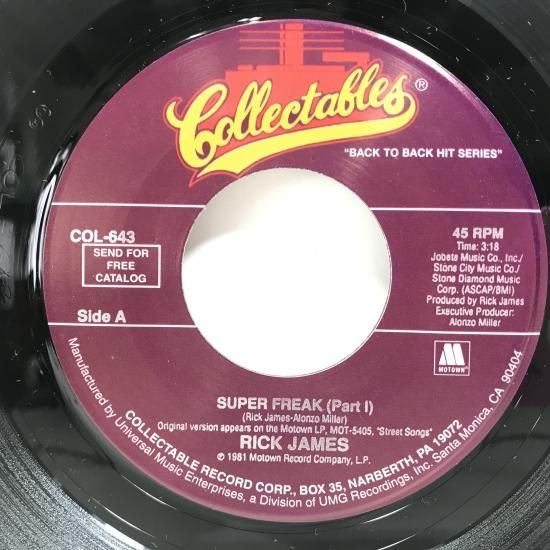 Collectables®
"BACK TO BACK HIT SERIES"
COL-643
SEND FOR
FREE
CATALOG
Side A
45 RPM
Time: 3:18
Jobete Music Co., Inc./
Stone City Music Co./
Stone Diamond Music
Corp. (ASCAP/BMI)
Produced by Rick James
Executive Producer:
Alonzo Miller
M
MOTOWN
SUPER FREAK (Part I)
(Rick James-Alonzo Miller)
Original version appears on the Motown LP, MOT-5405, "Street Songs"
RICK JAMES
℗ 1981 Motown Record Company, L.P.
COLLECTABLE RECORD CORP., BOX 35, NARBERTH, PA 19072
Manufactured by Universal Music Enterprises, a Division of UMG Recordings, Inc. Santa Monica, CA 90404